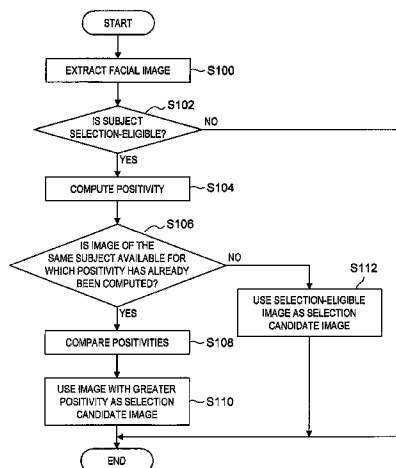 START
EXTRACT FACIAL IMAGE
S100
S102
IS SUBJECT
SELECTION-ELIGIBLE?
NO
YES
COMPUTE POSITIVITY
S104
S106
IS IMAGE OF THE
SAME SUBJECT AVAILABLE FOR
WHICH POSITIVITY HAS ALREADY
BEEN COMPUTED?
NO
S112
USE SELECTION-ELIGIBLE
IMAGE AS SELECTION
CANDIDATE IMAGE
YES
COMPARE POSITIVITIES
S108
USE IMAGE WITH GREATER
POSITIVITY AS SELECTION
CANDIDATE IMAGE
S110
END